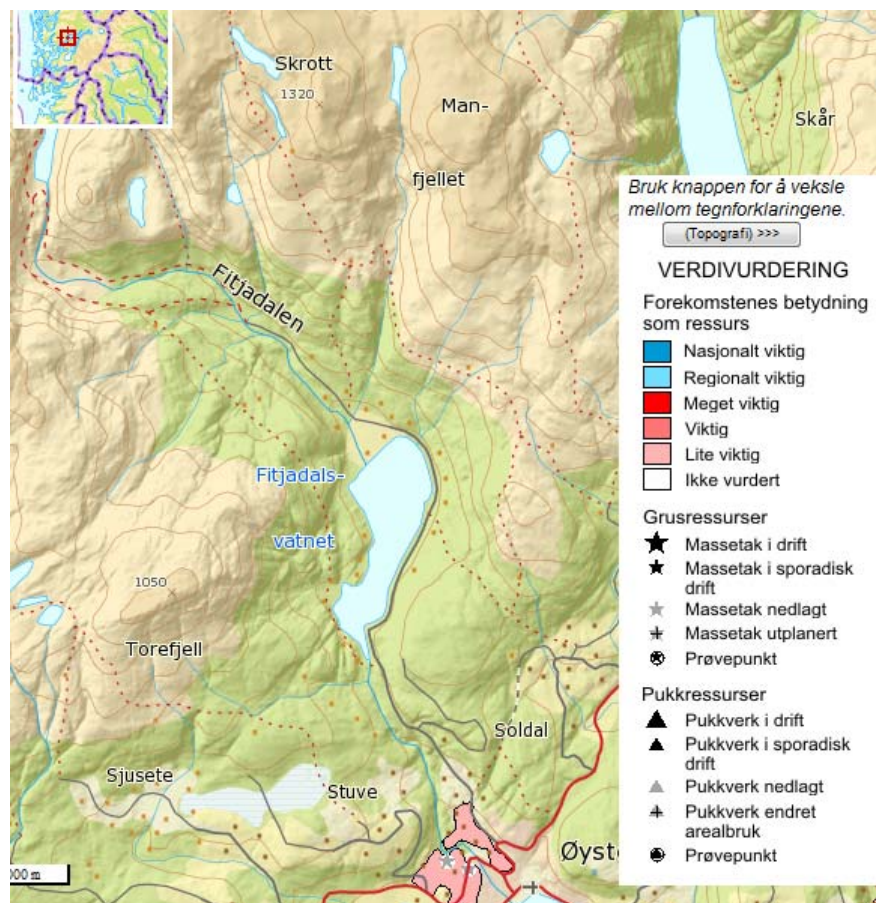 Skrott
1320
Man-
fjellet
Skår
Fitjadalen
Fitjadals-
vatnet
1050
Torefjell
Soldal
Sjusete
Stuve
000 m
Bruk knappen for å veksle
mellom tegnforklaringene.
(Topografi) >>>
VERDIVURDERING
Forekomstenes betydning
som ressurs
Nasjonalt viktig
Regionalt viktig
Meget viktig
Viktig
Lite viktig
Ikke vurdert
Grusressurser
Massetak i drift
Massetak i sporadisk
drift
Massetak nedlagt
Massetak utplanert
Prøvepunkt
Pukkressurser
Pukkverk i drift
Pukkverk i sporadisk
drift
Pukkverk nedlagt
Pukkverk endret
arealbruk
Prøvepunkt